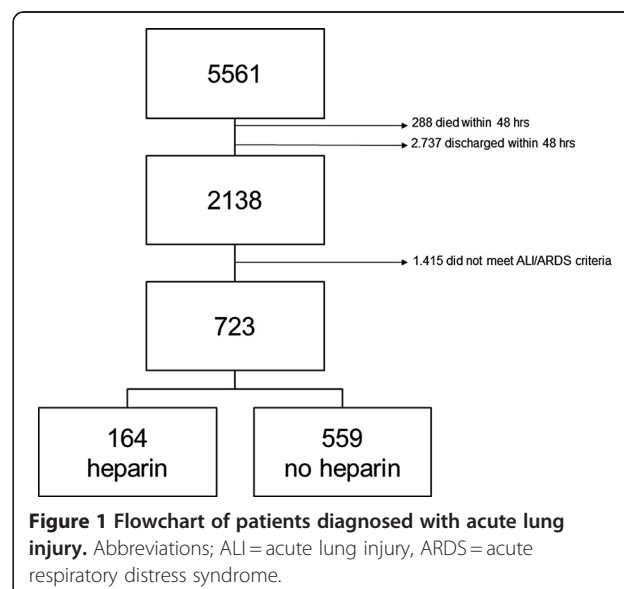 5561
288 died within 48 hrs
2.737 discharged within 48 hrs
2138
1.415 did not meet ALI/ARDS criteria
723
164
heparin
559
no heparin
Figure 1 Flowchart of patients diagnosed with acute lung
injury. Abbreviations; ALI = acute lung injury, ARDS = acute
respiratory distress syndrome.